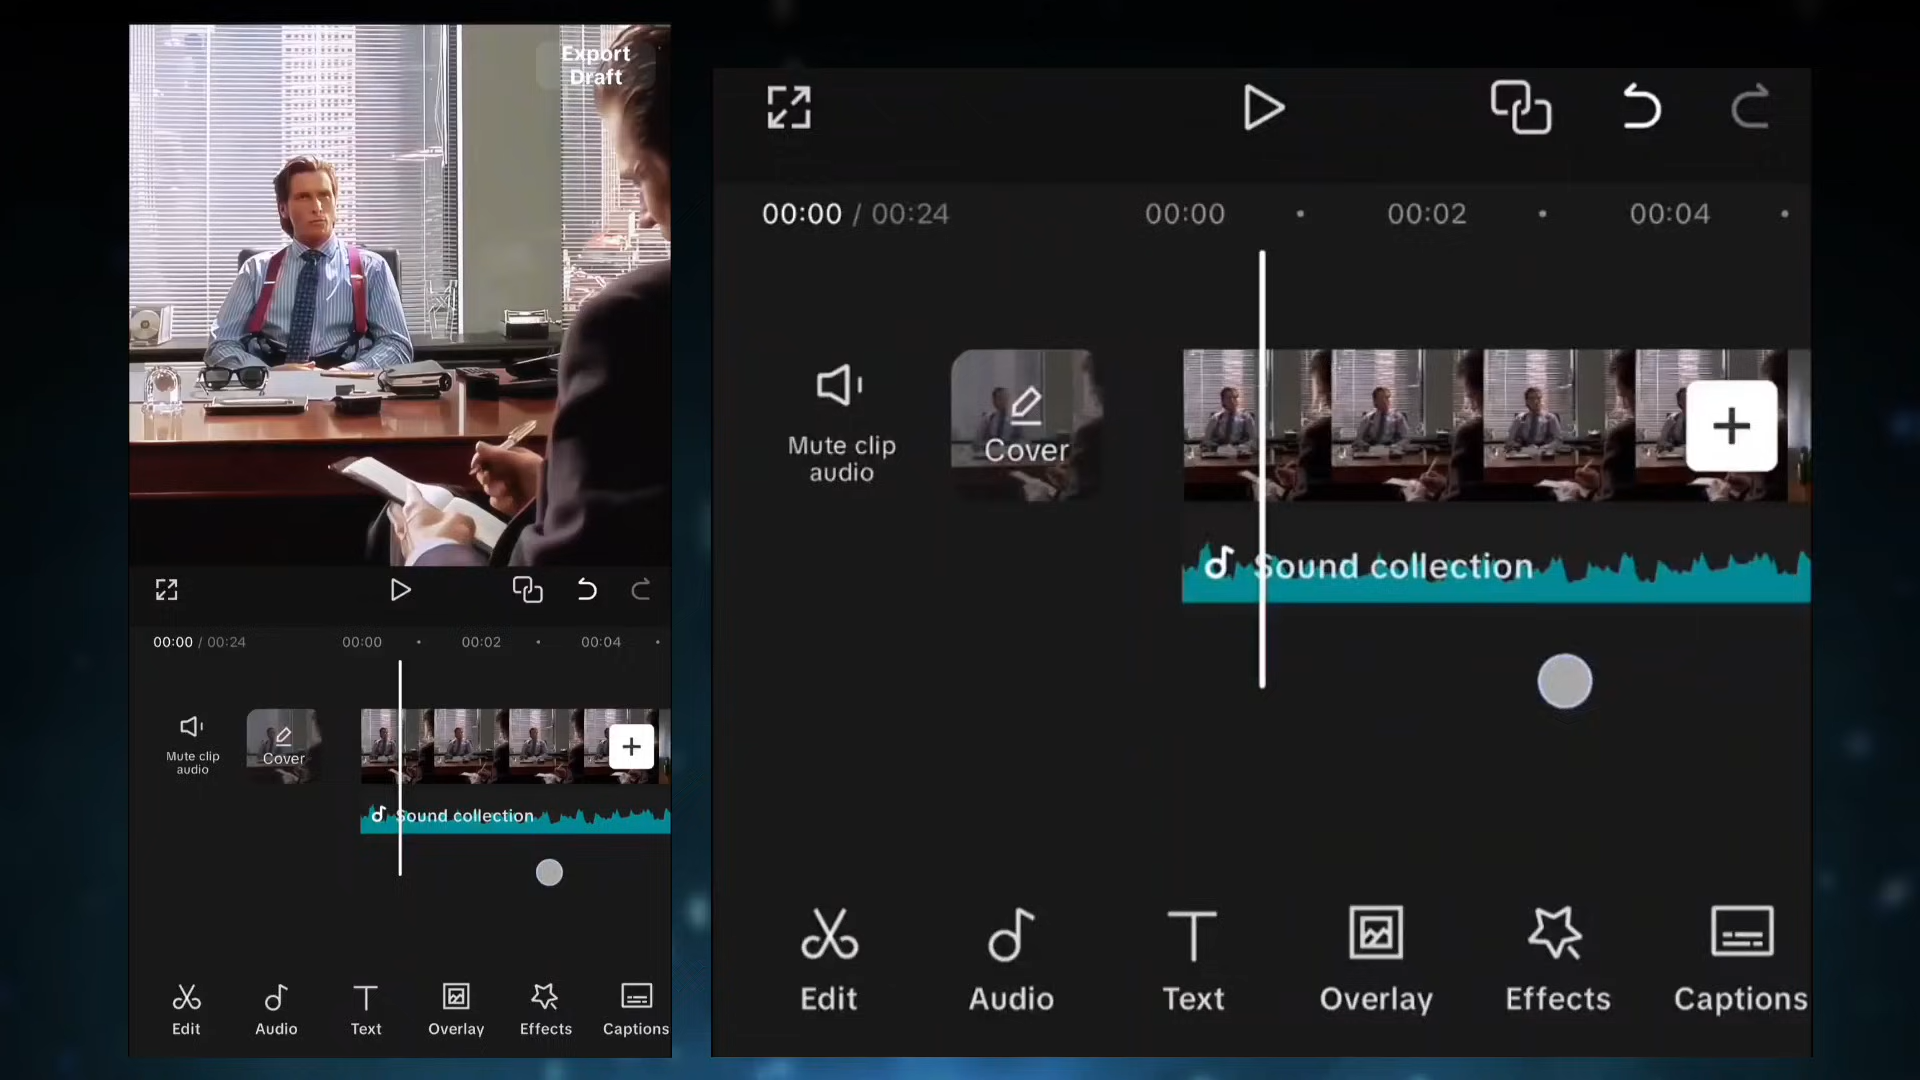 Export
Draft
00:00 / 00:24
00:00
00:02
00:04
Mute clip
audio
Cover
Sound collection
Edit
Audio
Text
Overlay
Effects
Captions
00:00 / 00:24
00:00
00:02
00:04
Mute clip
audio
Cover
Sound collection
Edit
Audio
Text
Overlay
Effects
Captions